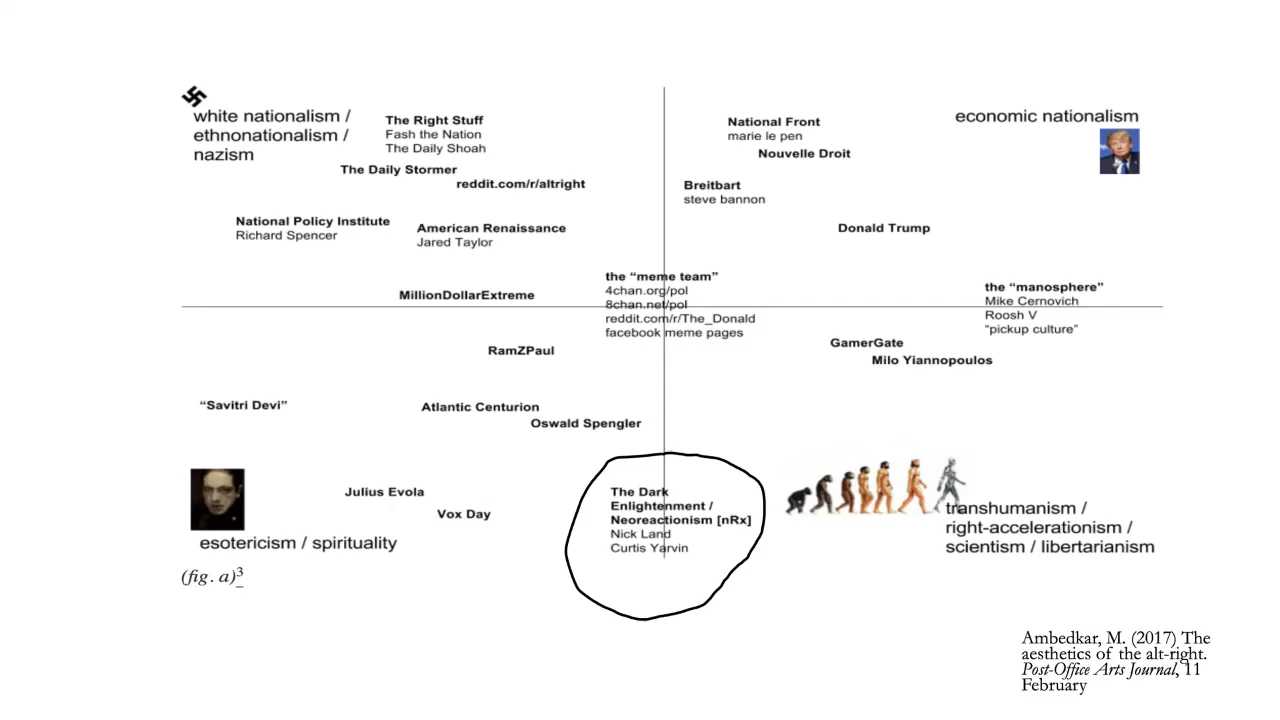 white nationalism /
ethnonationalism /
nazism
The Right Stuff
Fash the Nation
The Daily Shoah
The Daily Stormer
reddit.com/r/altright
National Policy Institute
Richard Spencer
American Renaissance
Jared Taylor
MillionDollarExtreme
National Front
marie le pen
Nouvelle Droit
economic nationalism
Breitbart
steve bannon
Donald Trump
the “meme team”
4chan.org/pol
8chan.net/pol
reddit.com/r/The_Donald
facebook meme pages
the “manosphere”
Mike Cernovich
Roosh V
“pickup culture”
GamerGate
Milo Yiannopoulos
RamZPaul
“Savitri Devi”
Atlantic Centurion
Oswald Spengler
Julius Evola
Vox Day
esotericism / spirituality
The Dark
Enlightenment /
Neoreactionism [nRx]
Nick Land
Curtis Yarvin
transhumanism /
right-accelerationism /
scientism / libertarianism
(fig. a)3
Ambedkar, M. (2017) The
aesthetics of the alt-right.
Post-Office Arts Journal, 11
February